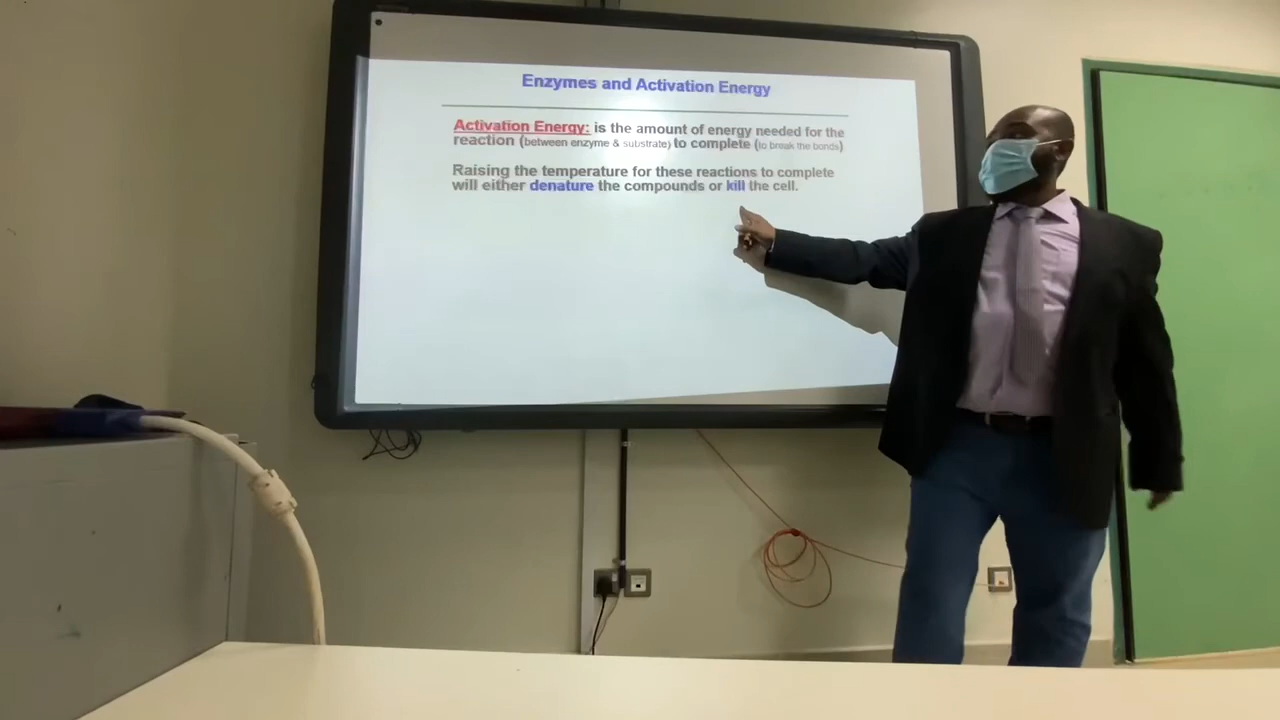 Enzymes and Activation Energy
Activation Energy: is the amount of energy needed for the
reaction (between enzyme & substrate) to complete (to break the bonds)
Raising the temperature for these reactions to complete
will either denature the compounds or kill the cell.